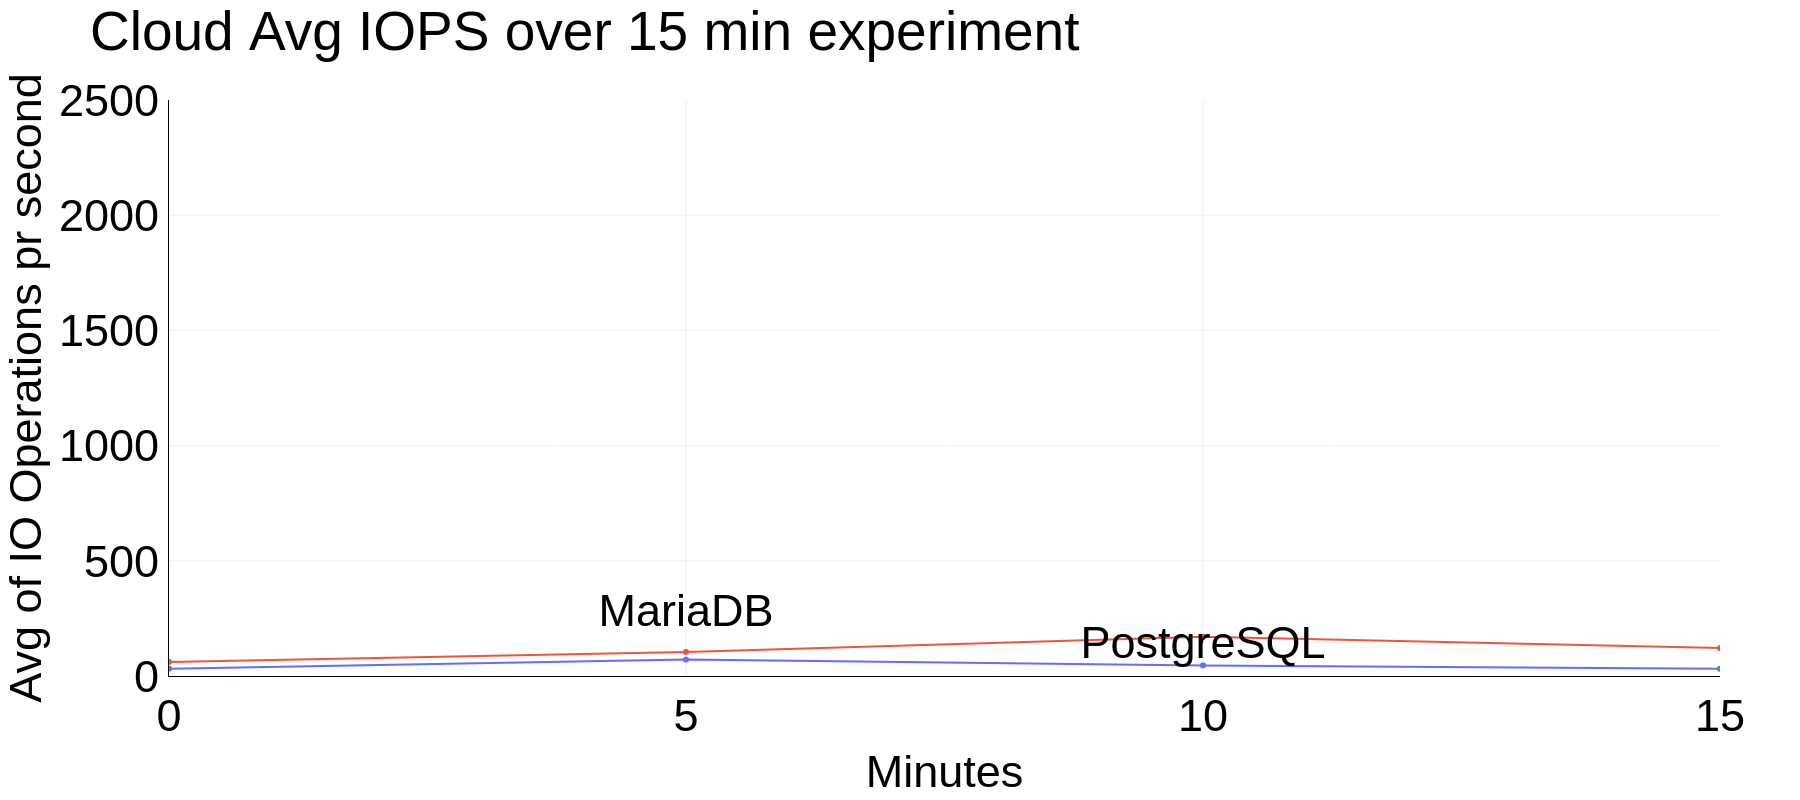 Cloud Avg IOPS over 15 min experiment
Avg of IO Operations pr second
2500
2000
1500
1000
500
0
MariaDB
PostgreSQL
0 5 10 15
Minutes